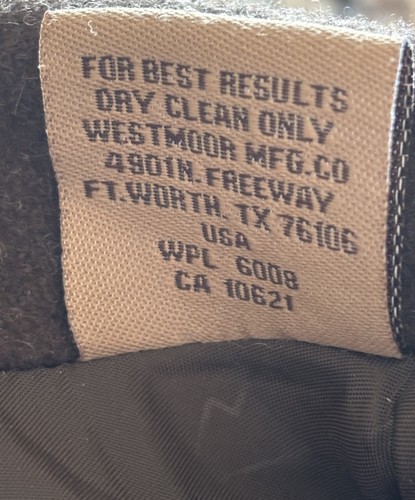 FOR BEST RESULTS
DRY CLEAN ONLY
WESTMOOR MFG.CO
4901N. FREEWAY
FT.WORTH, TX 76106
USA
WPL 6008
CA 10621